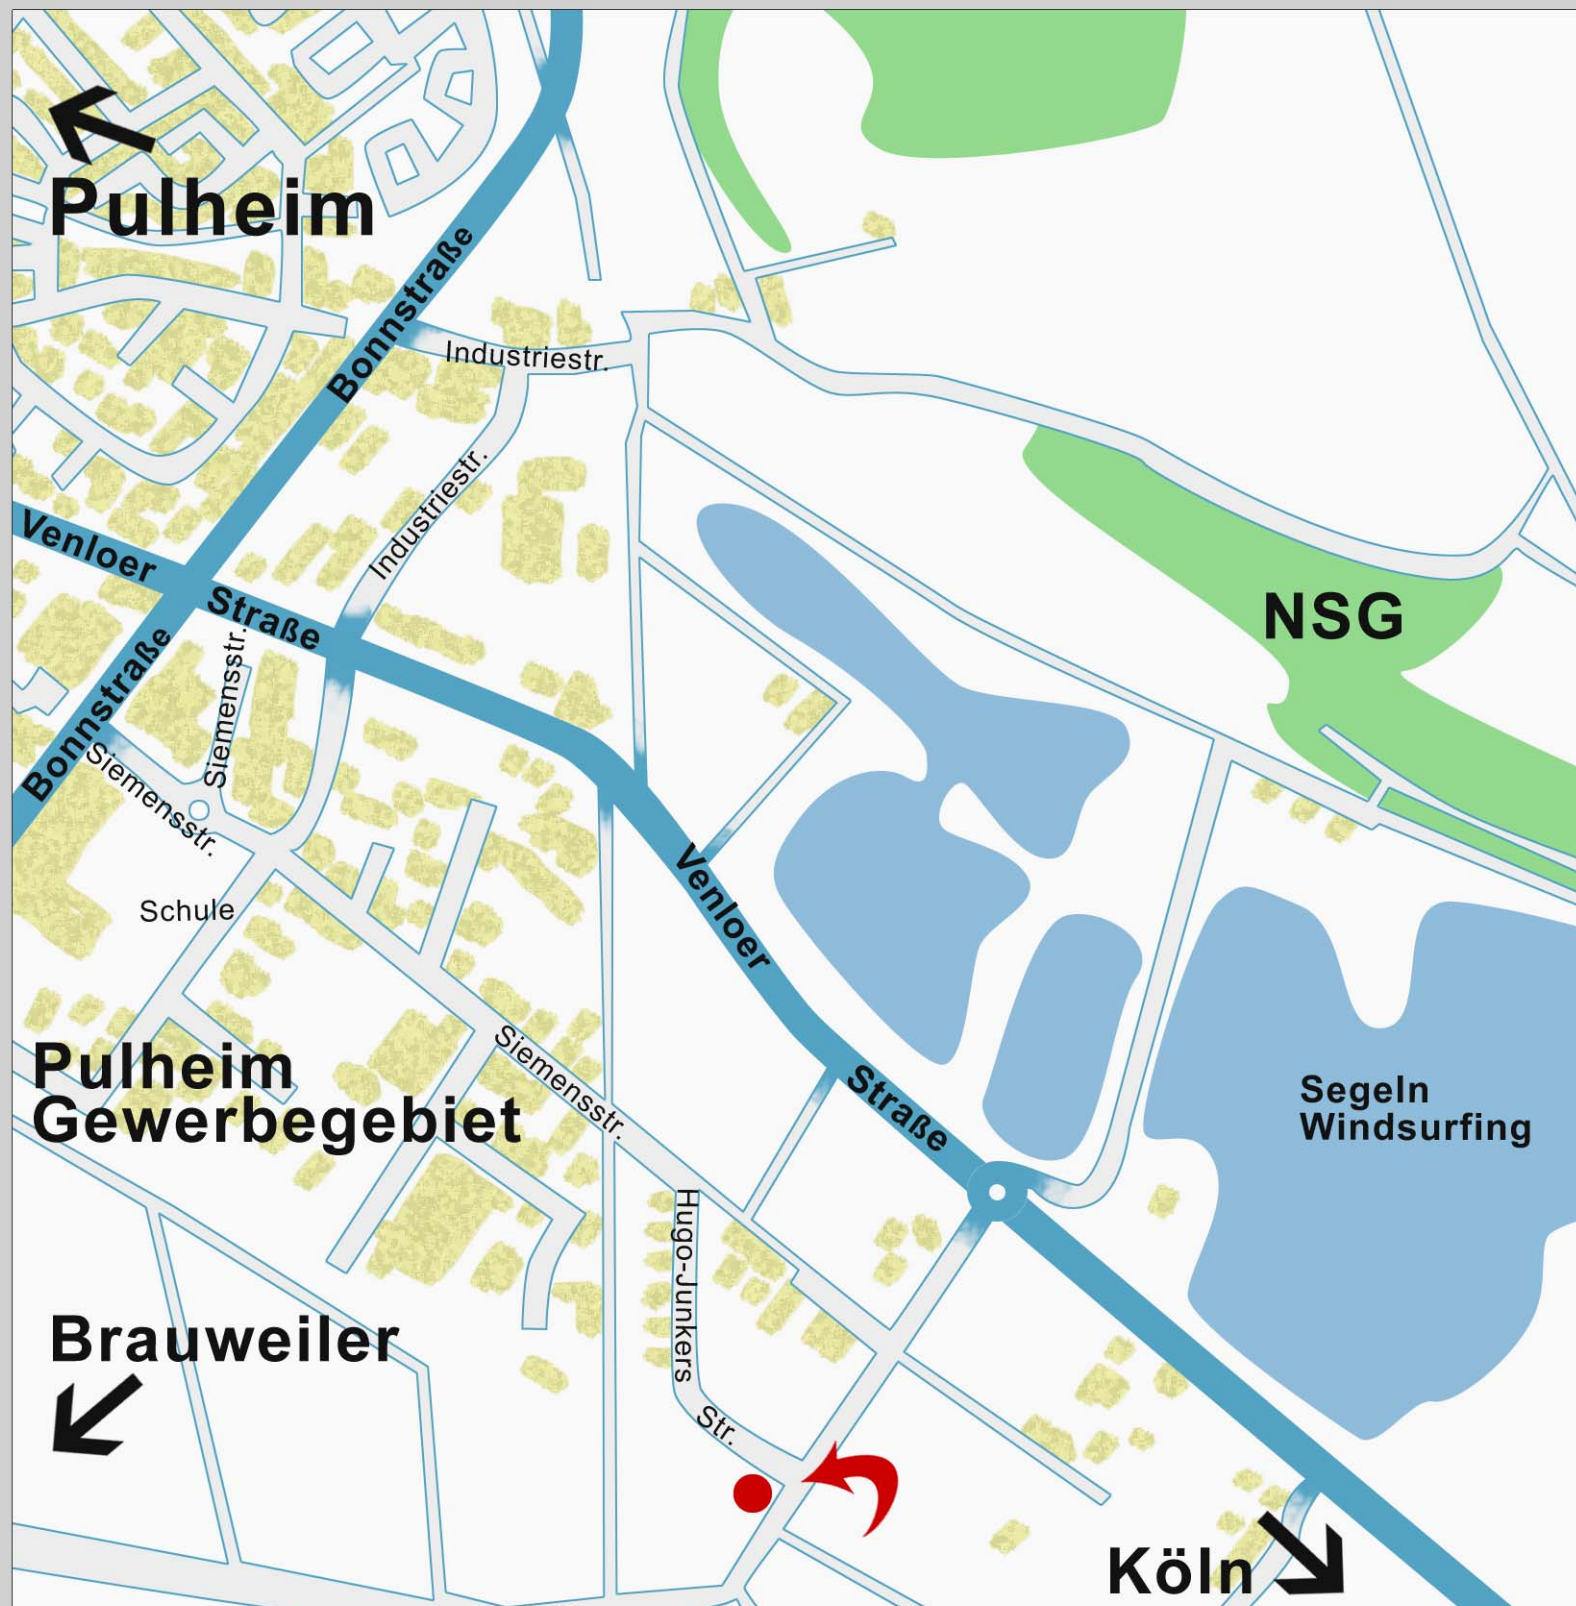 Pulheim
Bonnstraße
Industriestr.
Industriestr.
Venloer
Straße
NSG
Bonnstraße
Siemensstr.
Siemensstr.
Schule
Venloer
Straße
Pulheim
Gewerbegebiet
Siemensstr.
Segeln
Windsurfing
Hugo-Junkers
Str.
Brauweiler
Köln